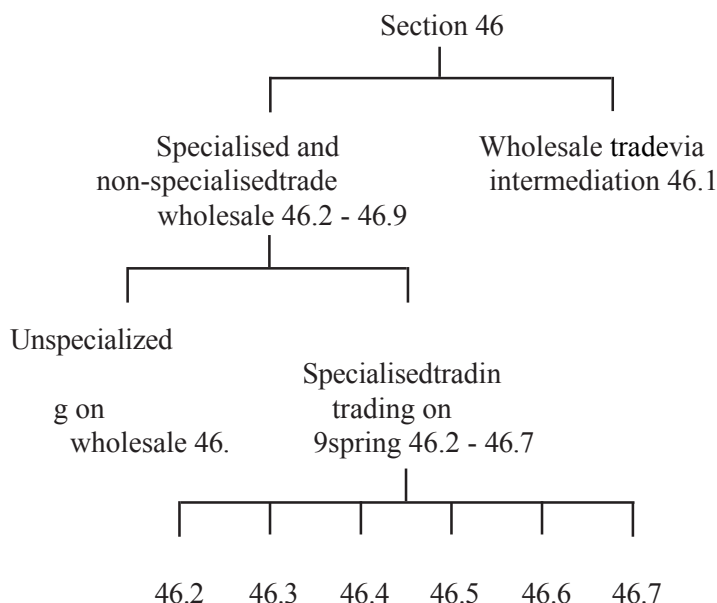 Section 46
Specialised and
non-specialisedtrade
wholesale 46.2 - 46.9
Wholesale tradevia
intermediation 46.1
Unspecialized
g on
wholesale 46.
Specialisedtradin
trading on
9spring 46.2 - 46.7
46.2 46.3 46.4 46.5 46.6 46.7